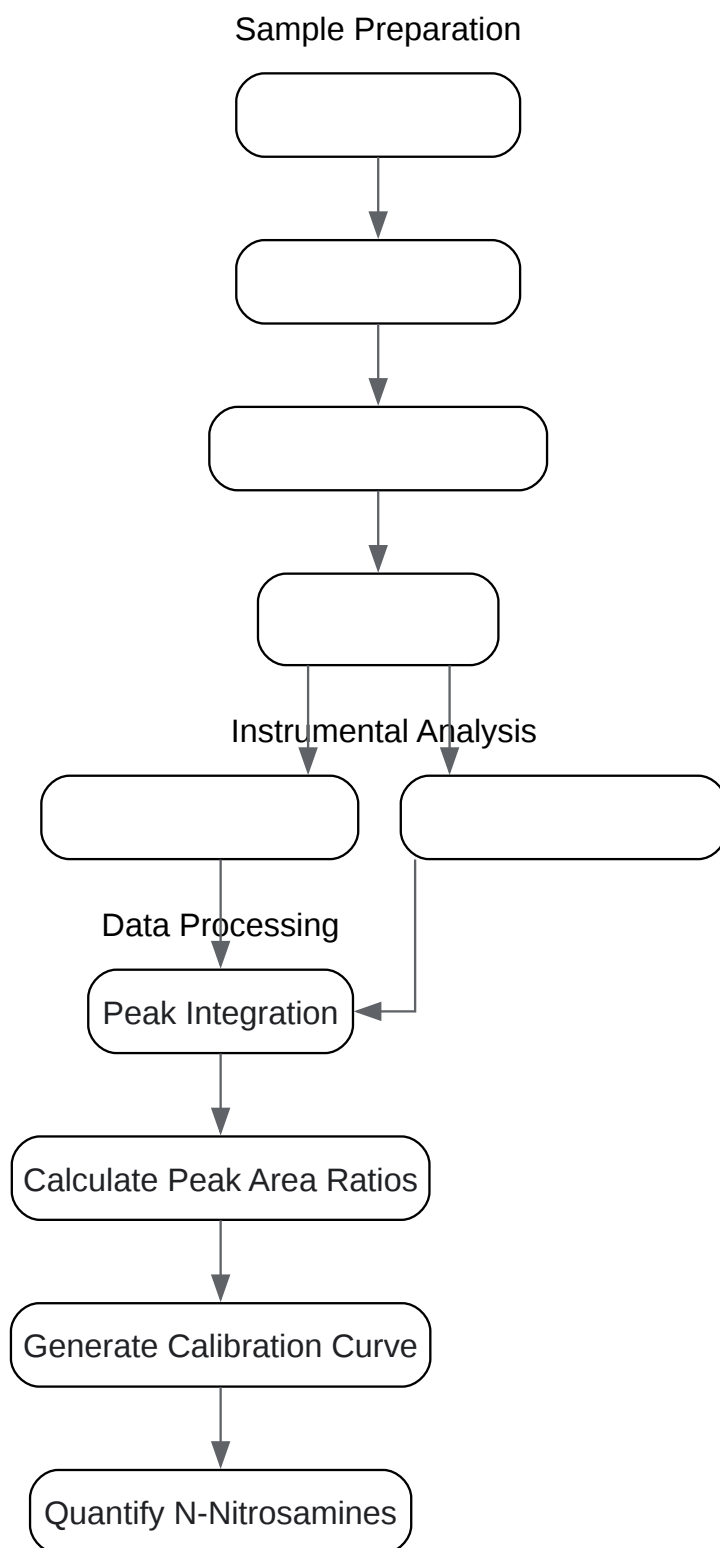 Sample Preparation
Instrumental Analysis
Data Processing
Peak Integration
Calculate Peak Area Ratios
Generate Calibration Curve
Quantify N-Nitrosamines